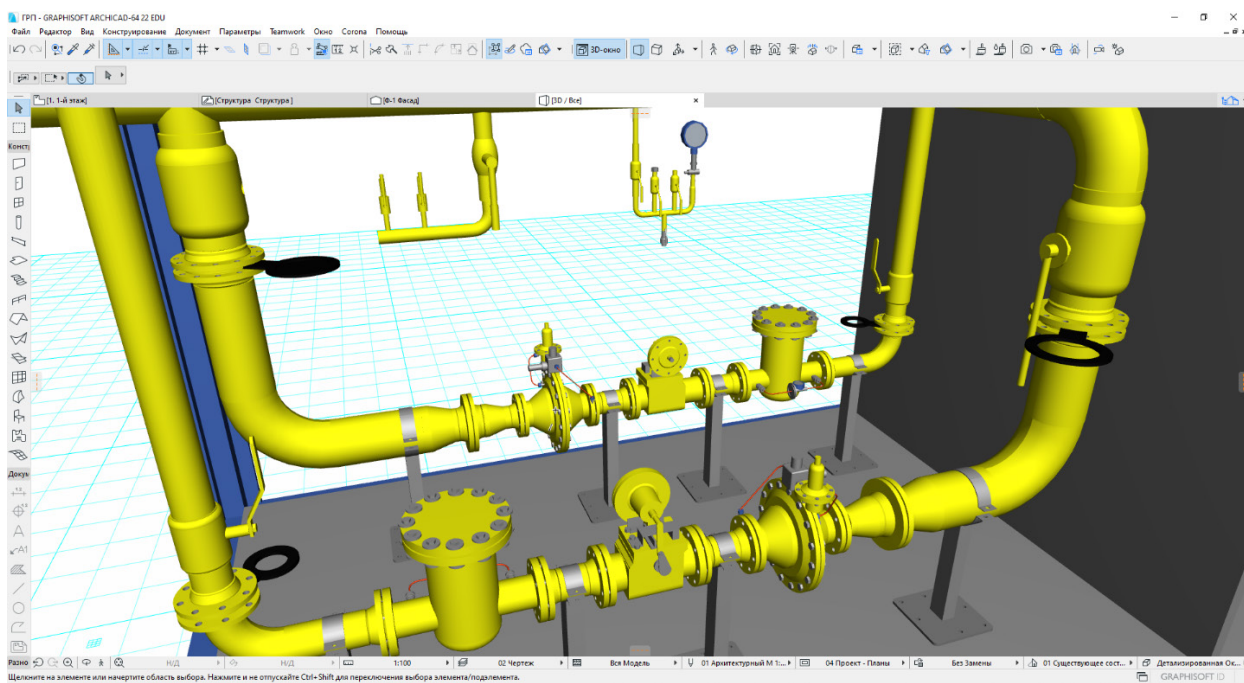 ГРП - GRAPHISOFT ARCHICAD-64 22 EDU
Файл Редактор Вид Конструирование Документ Параметры Teamwork Окно Corona Помощь
3D-окно
[1. 1-й этаж] [Структура Структура] [Ф-1 Фасад] [3D / Все]
Конст
Докум
A
A1
Разно Н/Д Н/Д 1:100 02 Чертеж Вся Модель 01 Архитектурный М 1:... 04 Проект - Планы Без Замены 01 Существующее сост... Детализированная Ок...
Щелкните на элементе или начертите область выбора. Нажмите и не отпускайте Ctrl+Shift для переключения выбора элемента/подэлемента.
GRAPHISOFT ID